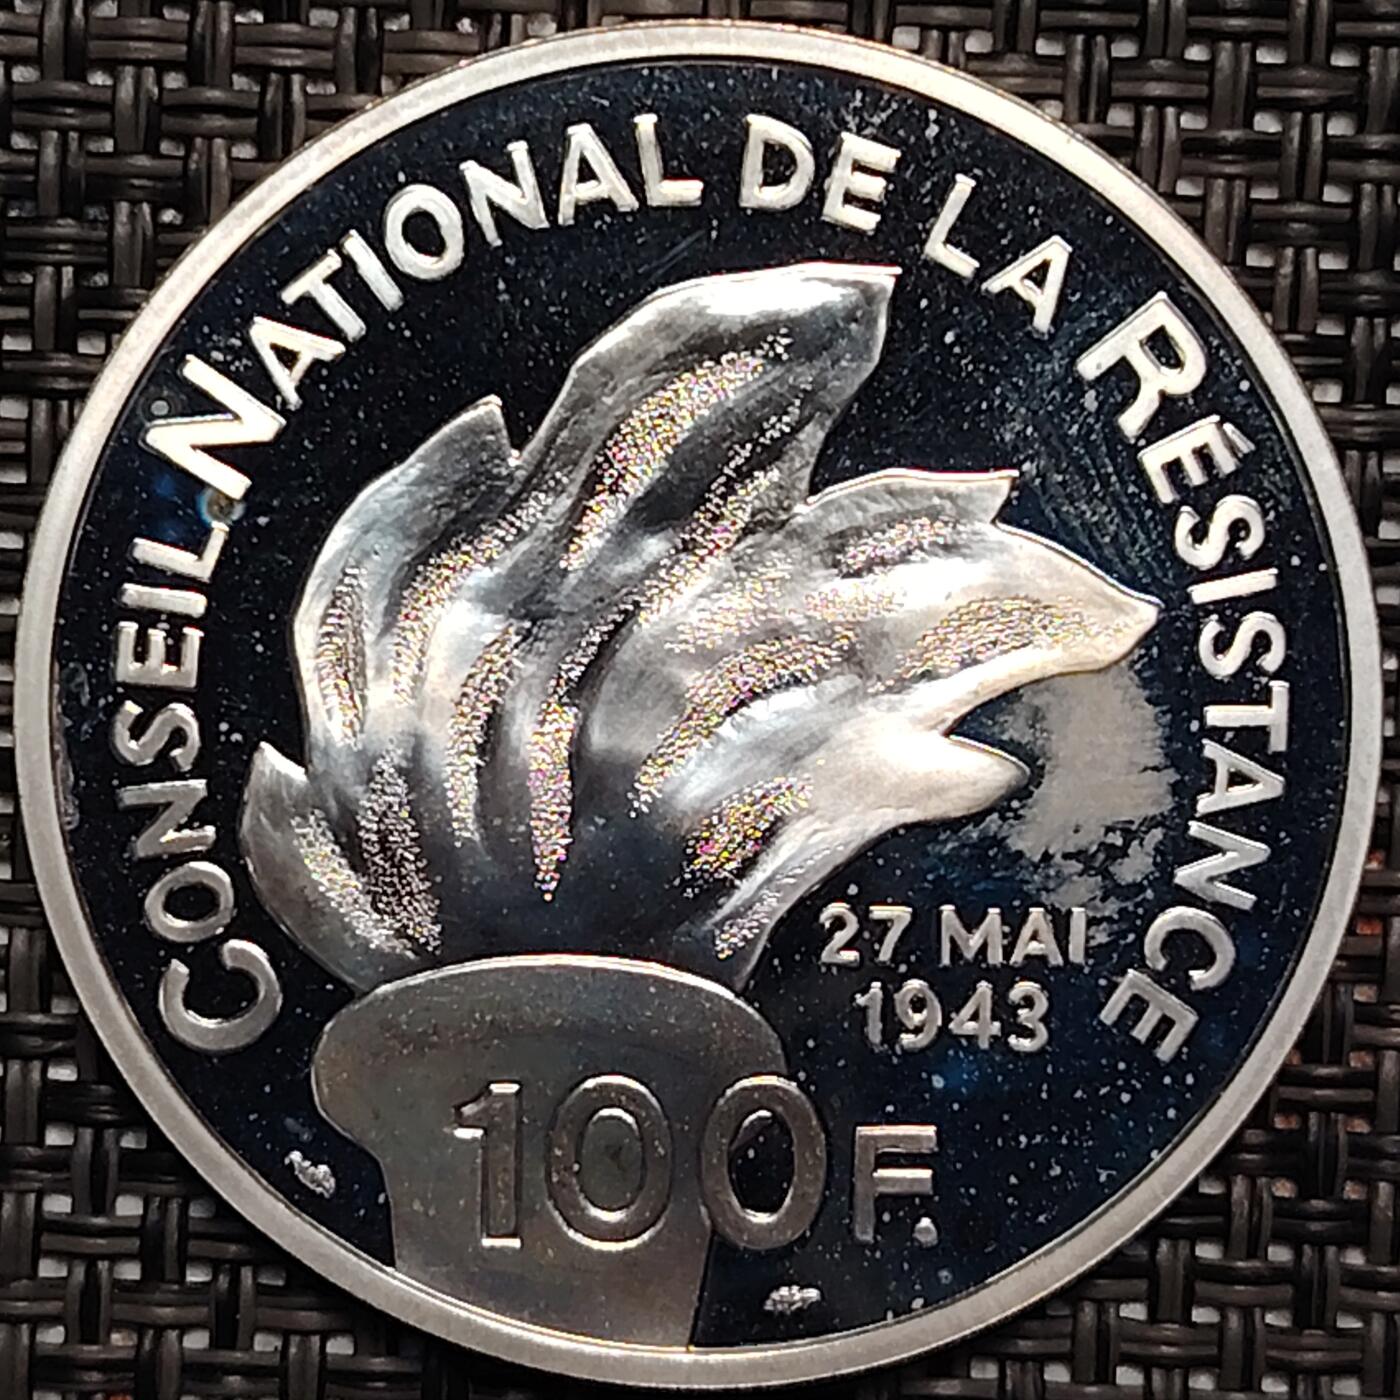 CONSEIL NATIONAL DE LA RÉSISTANCE
27 MAI
1943
100F.